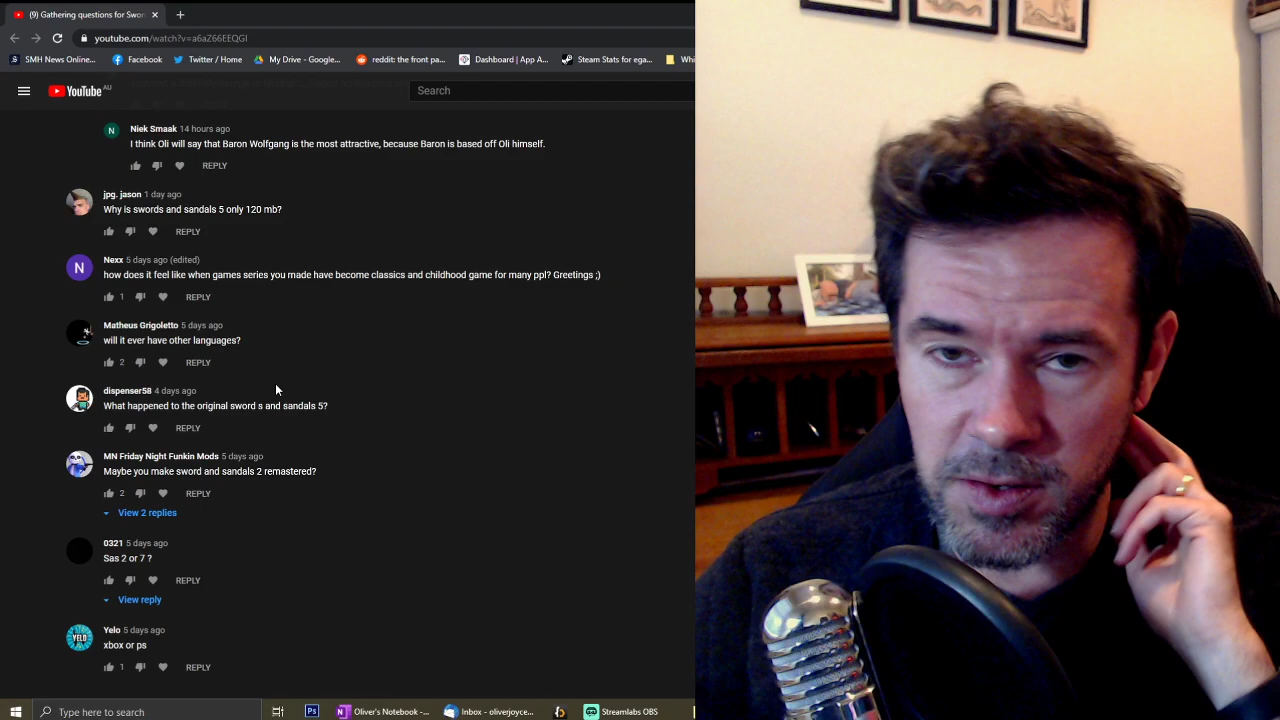 (9) Gathering questions for Swor
youtube.com/watch?v=a6aZ66EEQGI
SMH News Online...
Facebook
Twitter / Home
My Drive - Google...
reddit: the front pa...
Dashboard | App A...
Steam Stats for ega...
Whi
YouTube AU
Search
Niek Smaak 14 hours ago
I think Oli will say that Baron Wolfgang is the most attractive, because Baron is based off Oli himself.
REPLY
jpg. jason 1 day ago
Why is swords and sandals 5 only 120 mb?
REPLY
Nexx 5 days ago (edited)
how does it feel like when games series you made have become classics and childhood game for many ppl? Greetings ;)
1 REPLY
Matheus Grigoletto 5 days ago
will it ever have other languages?
2 REPLY
dispenser58 4 days ago
What happened to the original sword s and sandals 5?
REPLY
MN Friday Night Funkin Mods 5 days ago
Maybe you make sword and sandals 2 remastered?
2 REPLY
View 2 replies
0321 5 days ago
Sas 2 or 7 ?
REPLY
View reply
Yelo 5 days ago
xbox or ps
1 REPLY
Type here to search
Ps
Oliver's Notebook -...
Inbox - oliverjoyce...
Streamlabs OBS